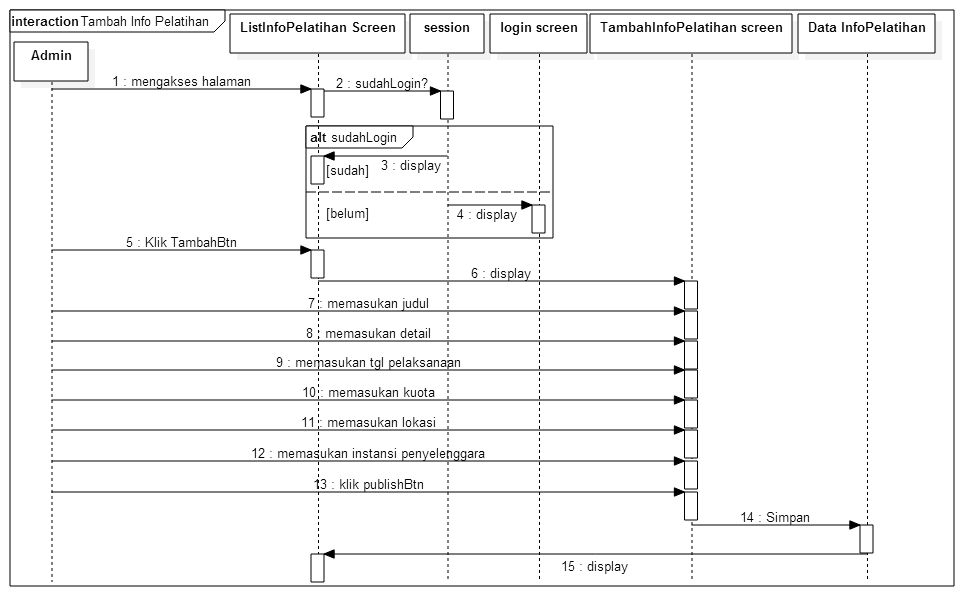 interaction Tambah Info Pelatihan
ListInfoPelatihan Screen
session
login screen
TambahInfoPelatihan screen
Data InfoPelatihan
Admin
1 : mengakses halaman
2 : sudahLogin?
alt sudahLogin
3 : display
[sudah]
[belum]
4 : display
5 : Klik TambahBtn
6 : display
7 : memasukan judul
8 : memasukan detail
9 : memasukan tgl pelaksanaan
10 : memasukan kuota
11 : memasukan lokasi
12 : memasukan instansi penyelenggara
13 : klik publishBtn
14 : Simpan
15 : display